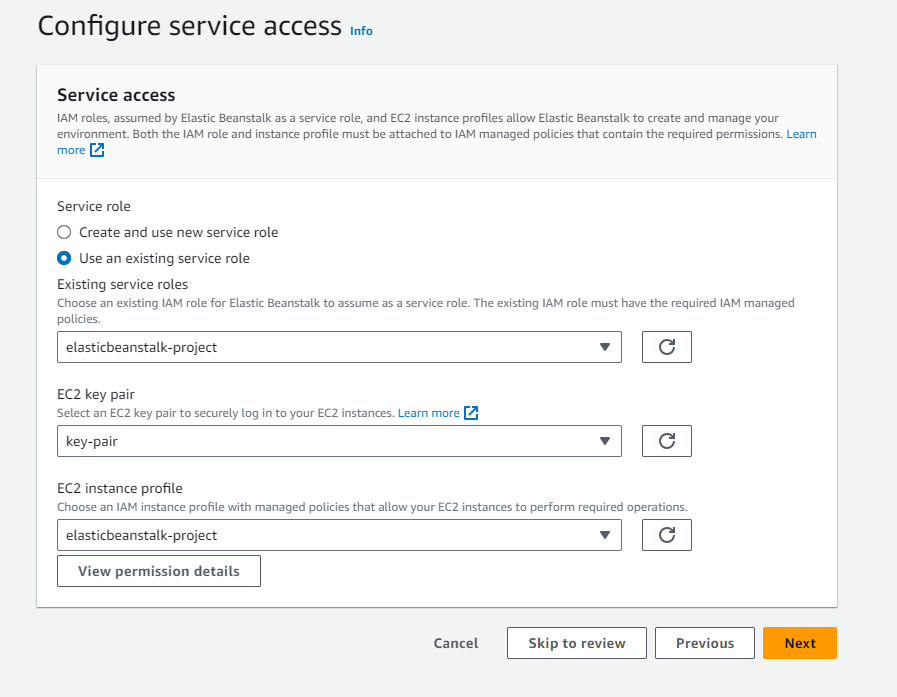 Configure service access Info
Service access
IAM roles, assumed by Elastic Beanstalk as a service role, and EC2 instance profiles allow Elastic Beanstalk to create and manage your
environment. Both the IAM role and instance profile must be attached to IAM managed policies that contain the required permissions. Learn
more
Service role
Create and use new service role
Use an existing service role
Existing service roles
Choose an existing IAM role for Elastic Beanstalk to assume as a service role. The existing IAM role must have the required IAM managed
policies.
elasticbeanstalk-project
EC2 key pair
Select an EC2 key pair to securely log in to your EC2 instances. Learn more
key-pair
EC2 instance profile
Choose an IAM instance profile with managed policies that allow your EC2 instances to perform required operations.
elasticbeanstalk-project
View permission details
Cancel Skip to review Previous Next